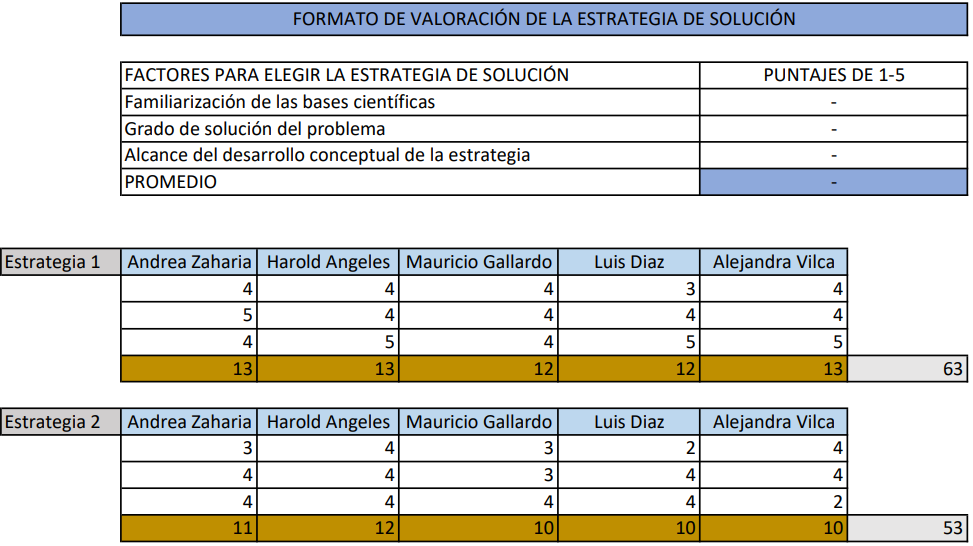 FORMATO DE VALORACIÓN DE LA ESTRATEGIA DE SOLUCIÓN
FACTORES PARA ELEGIR LA ESTRATEGIA DE SOLUCIÓN PUNTAJES DE 1-5
Familiarización de las bases científicas -
Grado de solución del problema -
Alcance del desarrollo conceptual de la estrategia -
PROMEDIO -
Estrategia 1 Andrea Zaharia Harold Angeles Mauricio Gallardo Luis Diaz Alejandra Vilca
4 4 4 3 4
5 4 4 4 4
4 5 4 5 5
13 13 12 12 13 63
Estrategia 2 Andrea Zaharia Harold Angeles Mauricio Gallardo Luis Diaz Alejandra Vilca
3 4 3 2 4
4 4 3 4 4
4 4 4 4 2
11 12 10 10 10 53